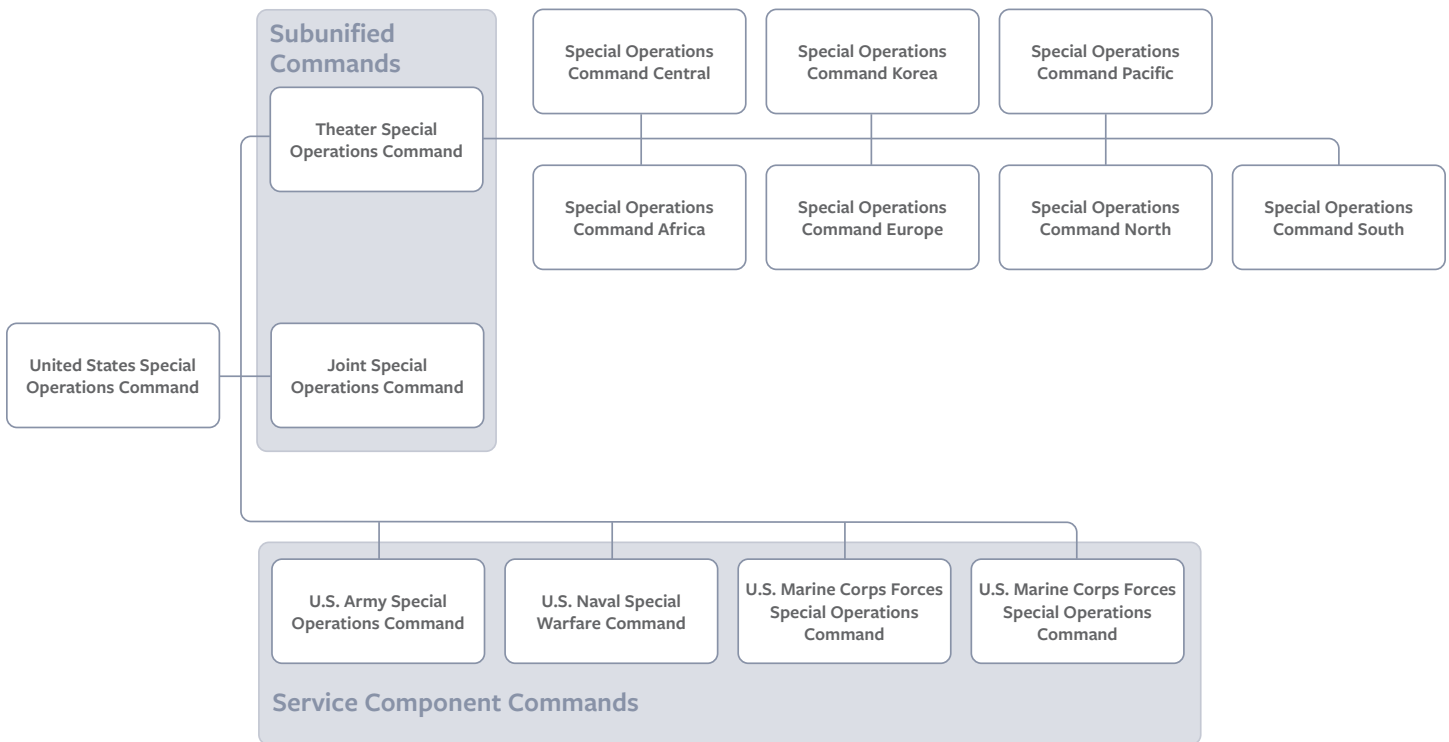 Subunified
Commands
Special Operations
Command Central
Special Operations
Command Korea
Special Operations
Command Pacific
Theater Special
Operations Command
Special Operations
Command Africa
Special Operations
Command Europe
Special Operations
Command North
Special Operations
Command South
United States Special
Operations Command
Joint Special
Operations Command
U.S. Army Special
Operations Command
U.S. Naval Special
Warfare Command
U.S. Marine Corps Forces
Special Operations
Command
U.S. Marine Corps Forces
Special Operations
Command
Service Component Commands